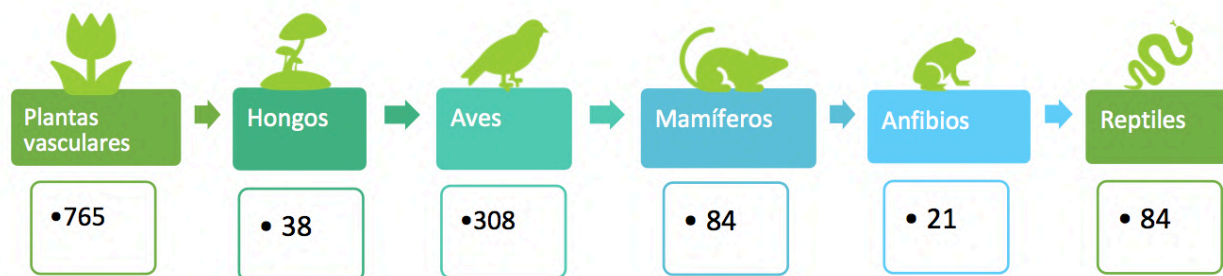 Plantas
vasculares
Hongos
Aves
Mamíferos
Anfibios
Reptiles
•765
• 38
•308
• 84
• 21
• 84